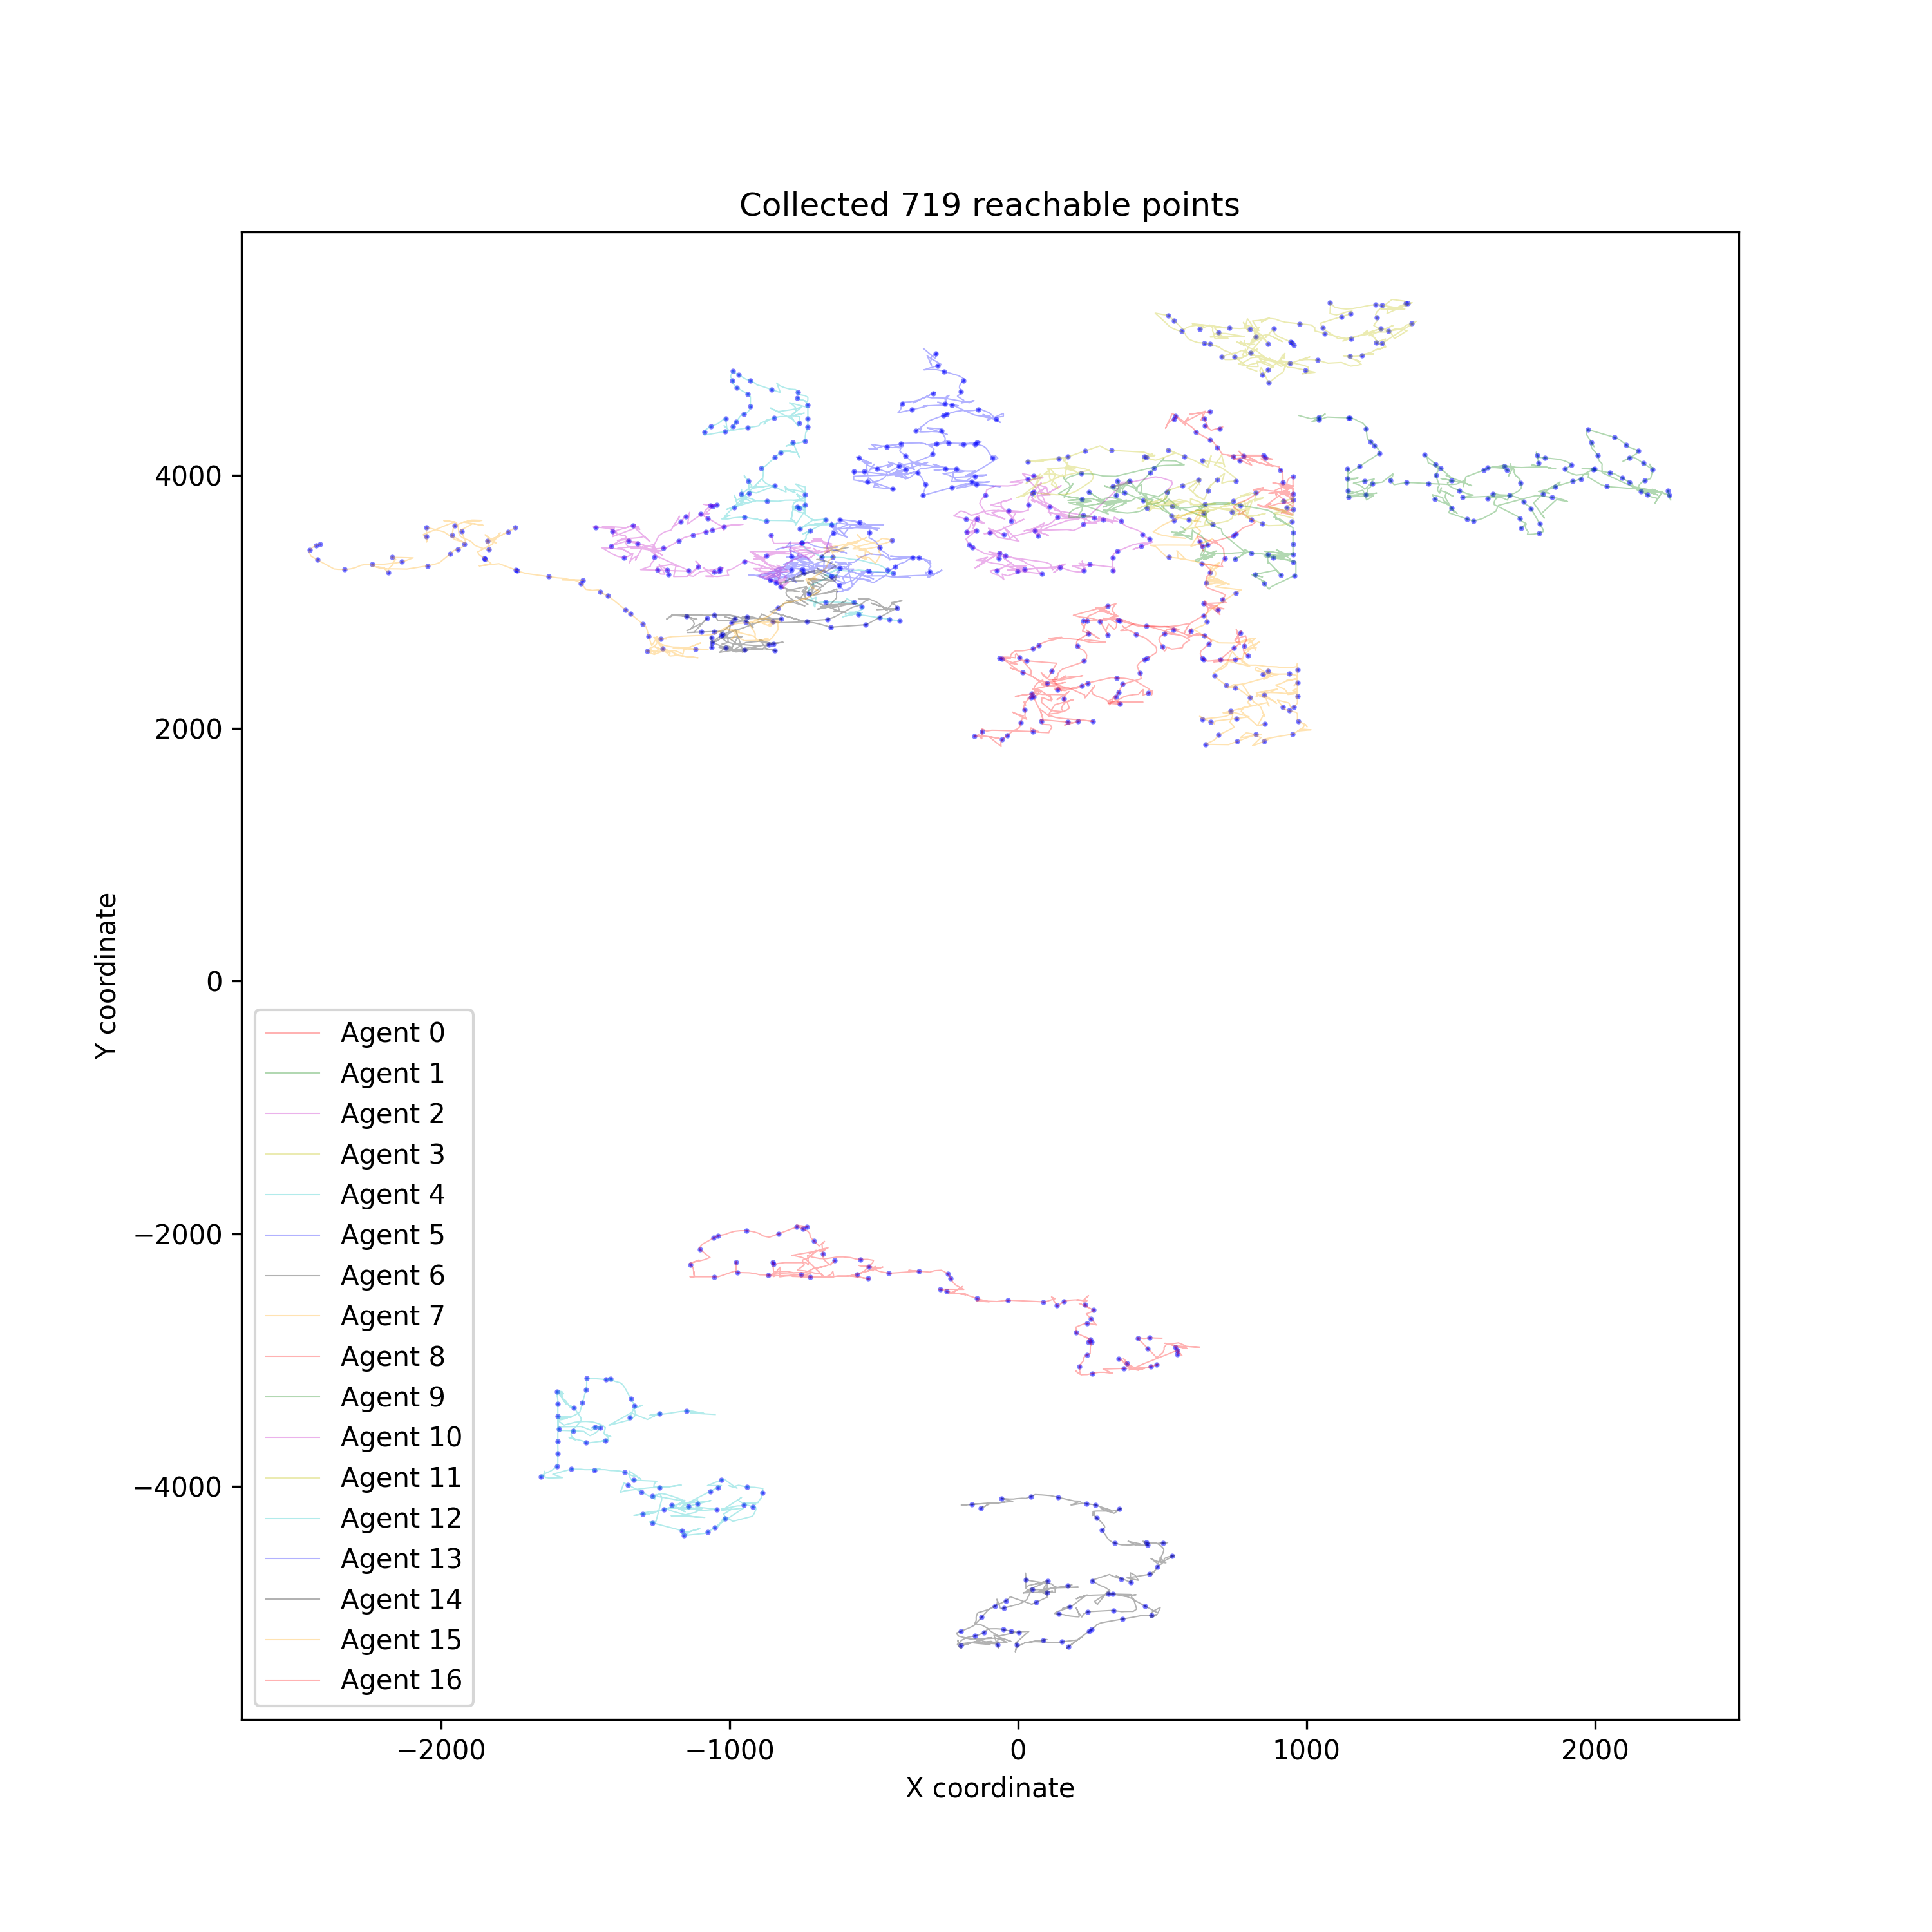 Collected 719 reachable points
Y coordinate
4000
2000
0
−2000
−4000
Agent 0
Agent 1
Agent 2
Agent 3
Agent 4
Agent 5
Agent 6
Agent 7
Agent 8
Agent 9
Agent 10
Agent 11
Agent 12
Agent 13
Agent 14
Agent 15
Agent 16
−2000 −1000 0 1000 2000
X coordinate